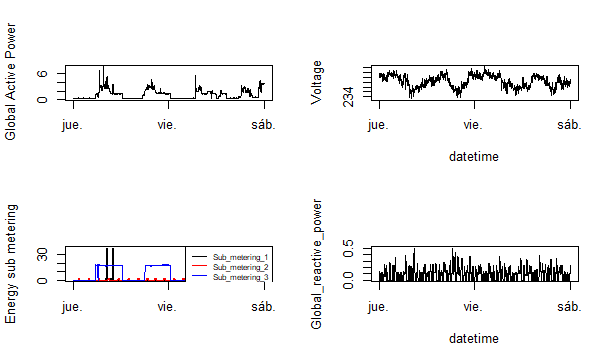 Global Active Power
6
0
jue.
vie.
sáb.
Voltage
234
jue.
vie.
sáb.
datetime
Energy sub metering
30
0
Sub_metering_1
Sub_metering_2
Sub_metering_3
jue.
vie.
sáb.
Global_reactive_power
0.5
0.0
jue.
vie.
sáb.
datetime